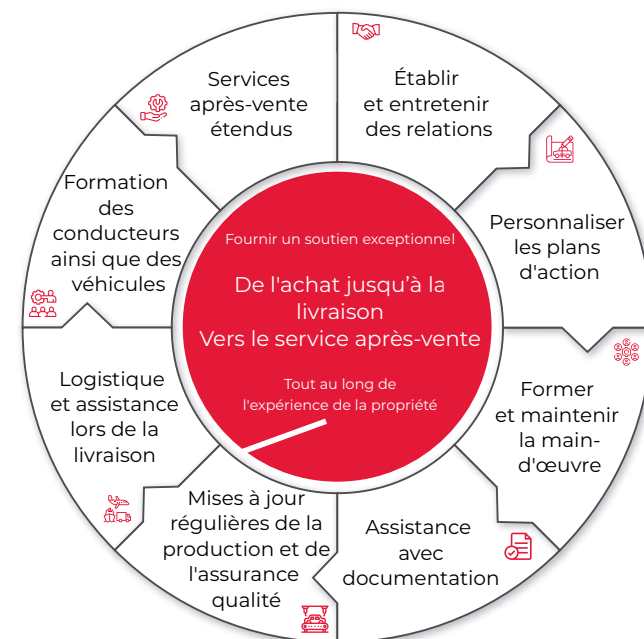 Services
après-vente
étendus
Établir
et entretenir
des relations
Personnaliser
les plans
d'action
Former
et maintenir
la main-
d'œuvre
Assistance
avec
documentation
Mises à jour
régulières de la
production et de
l'assurance
qualité
Logistique
et assistance
lors de la
livraison
Formation
des
conducteurs
ainsi que des
véhicules
Fournir un soutien exceptionnel
De l'achat jusqu’à la
livraison
Vers le service après-vente
Tout au long de
l'expérience de la propriété